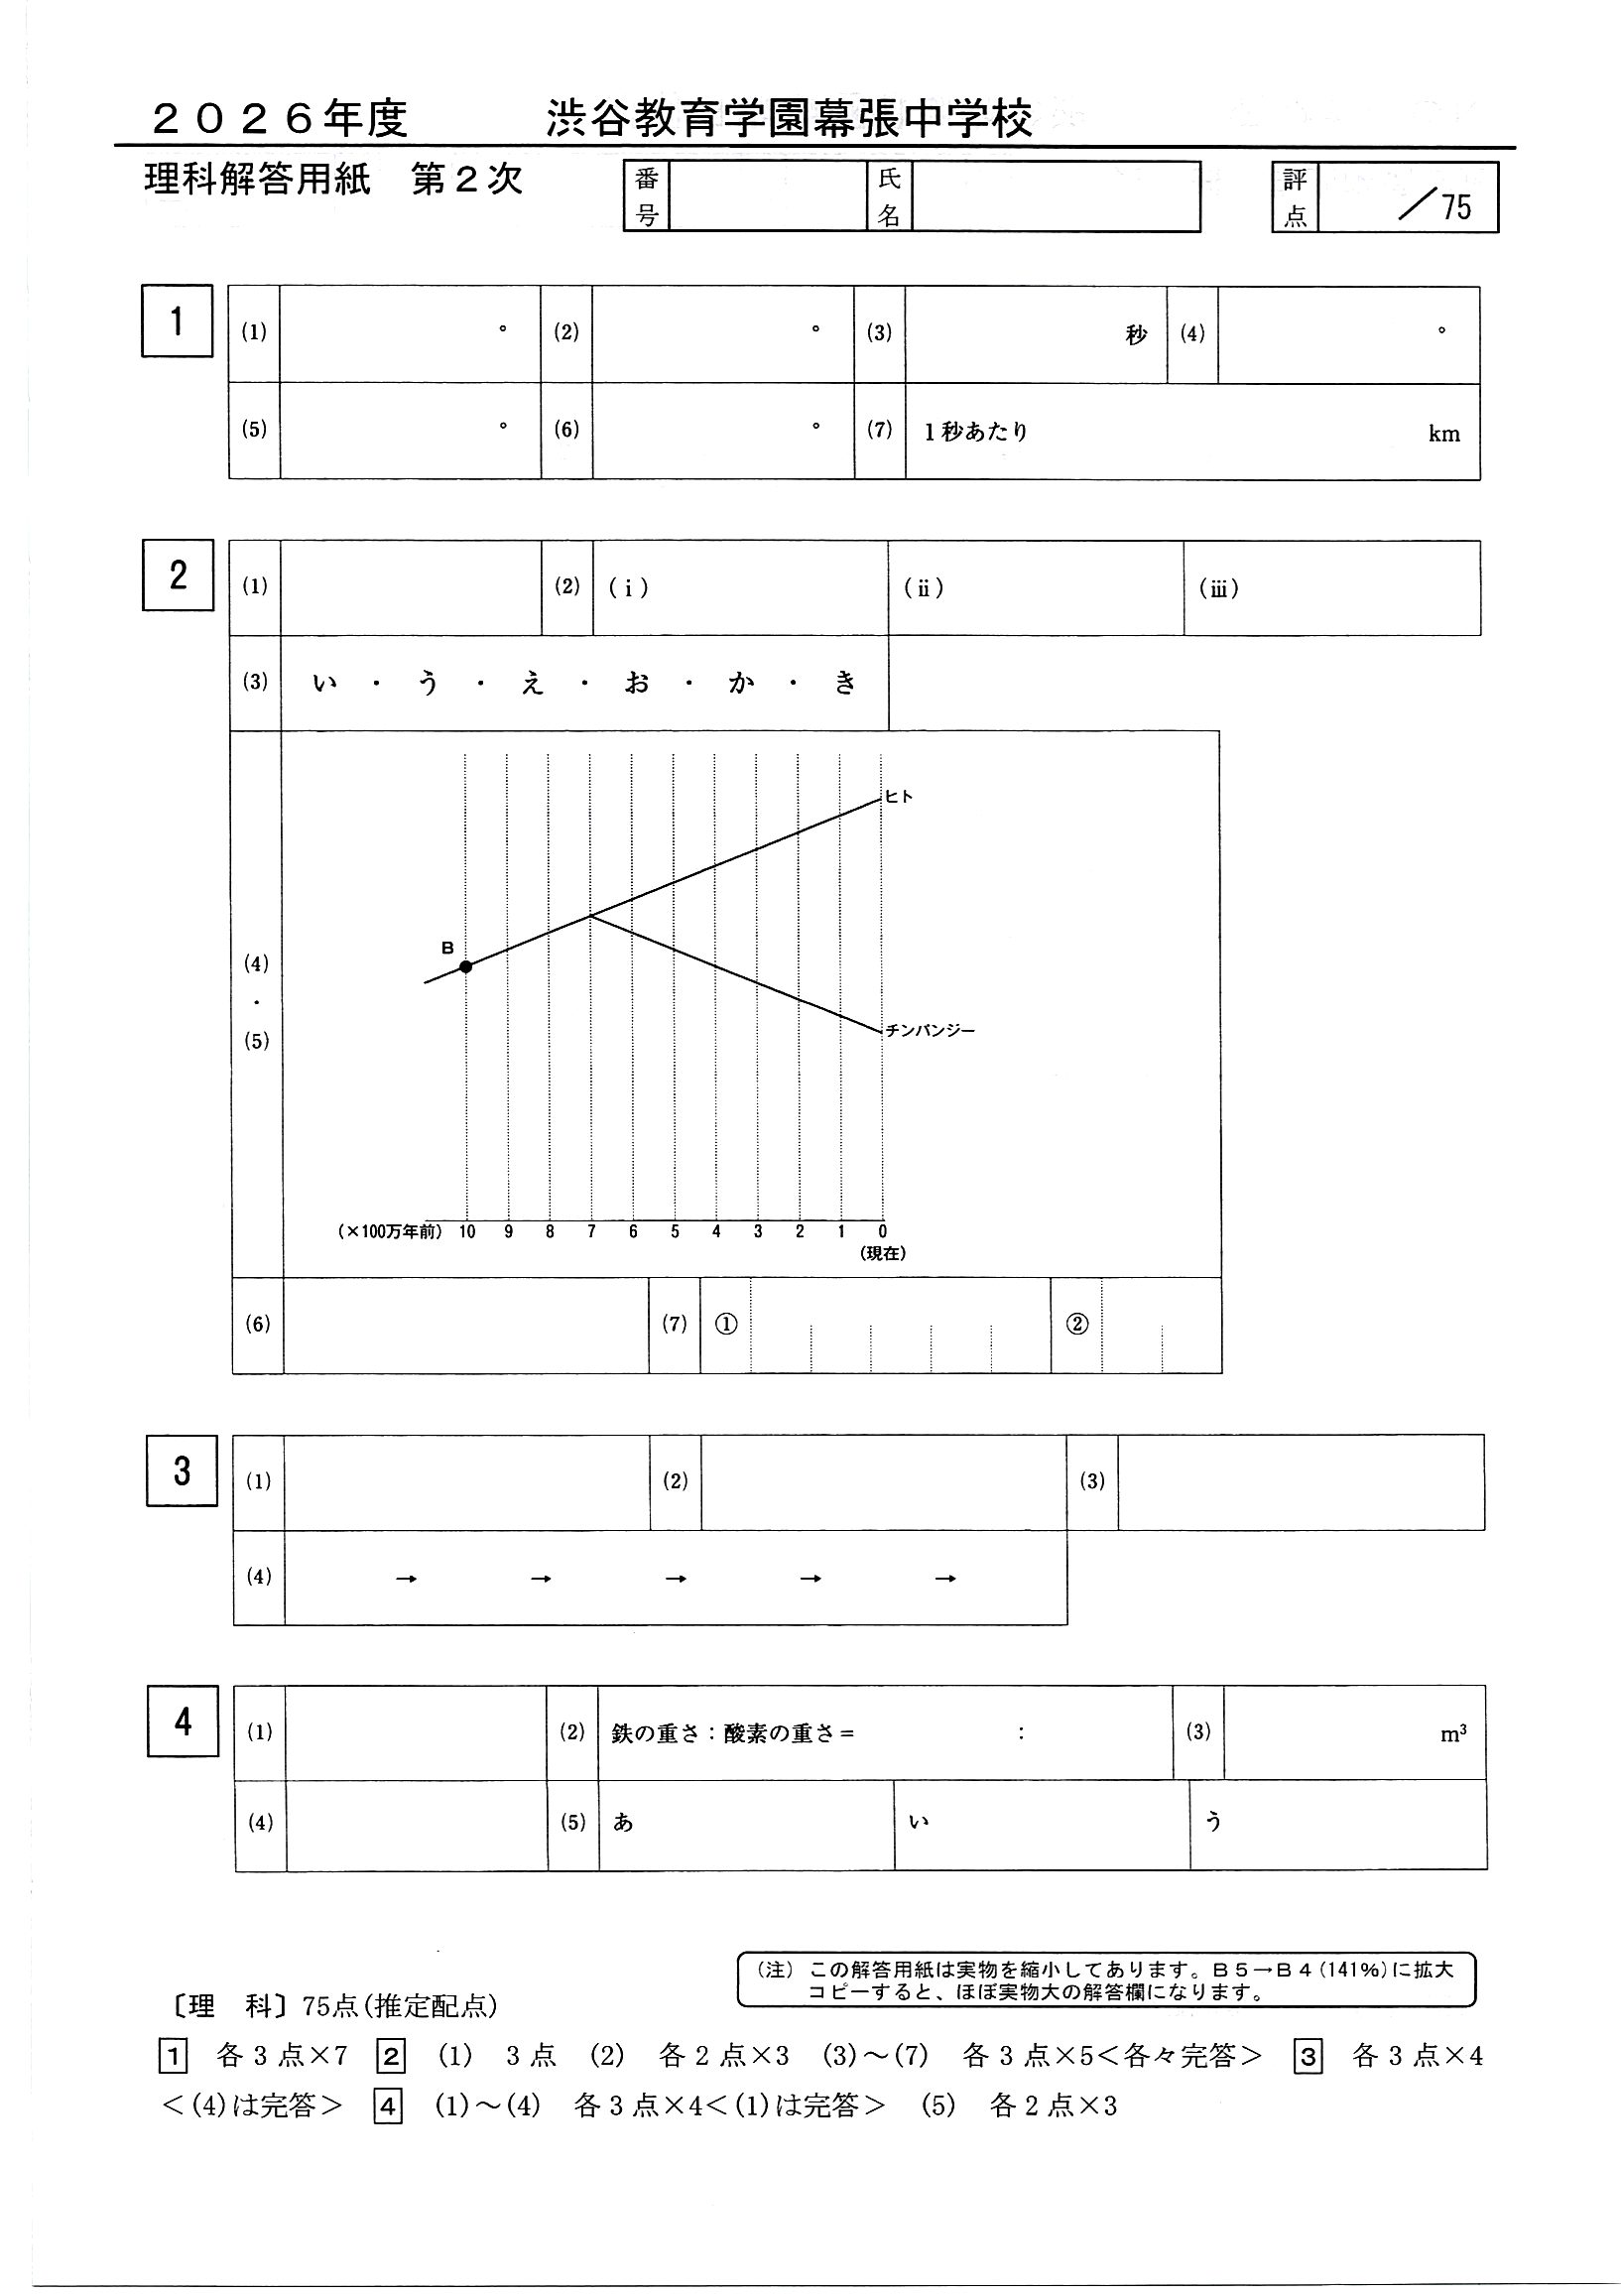 2026年度 渋谷教育学園幕張中学校
理科解答用紙 第2次
番号 氏名 評点 ／75
1
(1) ° (2) ° (3) 秒 (4) °
(5) ° (6) ° (7) 1秒あたり km
2
(1) (2) (ⅰ) (ⅱ) (ⅲ)
(3) い ・ う ・ え ・ お ・ か ・ き
(4)・(5)
ヒト
B
チンパンジー
(×100万年前) 10 9 8 7 6 5 4 3 2 1 0
(現在)
(6) (7) ① ②
3
(1) (2) (3)
(4) → → → → →
4
(1) (2) 鉄の重さ：酸素の重さ＝ ： (3) m³
(4) (5) あ い う
(注) この解答用紙は実物を縮小してあります。B5→B4(141%)に拡大
コピーすると、ほぼ実物大の解答欄になります。
〔理 科〕75点(推定配点)
1 各3点×7 2 (1) 3点 (2) 各2点×3 (3)～(7) 各3点×5＜各々完答＞ 3 各3点×4
＜(4)は完答＞ 4 (1)～(4) 各3点×4＜(1)は完答＞ (5) 各2点×3